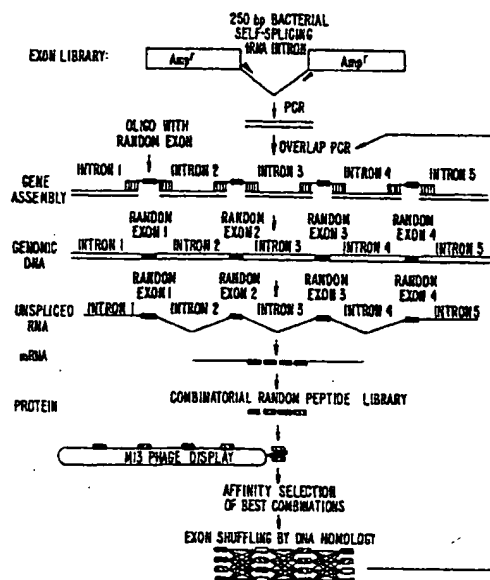 250 bp BACTERIAL
SELF-SPLICING
tRNA INTRON
EXON LIBRARY:
Ampʳ Ampʳ
PCR
OLIGO WITH
RANDOM EXON
OVERLAP PCR
INTRON 1 INTRON 2 INTRON 3 INTRON 4 INTRON 5
GENE
ASSEMBLY
RANDOM RANDOM RANDOM RANDOM
EXON 1 EXON 2 EXON 3 EXON 4
GENOMIC INTRON 1 INTRON 2 INTRON 3 INTRON 4 INTRON 5
DNA
RANDOM RANDOM RANDOM RANDOM
EXON 1 EXON 2 EXON 3 EXON 4
UNSPLICED INTRON 1 INTRON 2 INTRON 3 INTRON 4 INTRON 5
RNA
mRNA
COMBINATORIAL RANDOM PEPTIDE LIBRARY
PROTEIN
M13 PHAGE DISPLAY
AFFINITY SELECTION
OF BEST COMBINATIONS
EXON SHUFFLING BY DNA HOMOLOGY